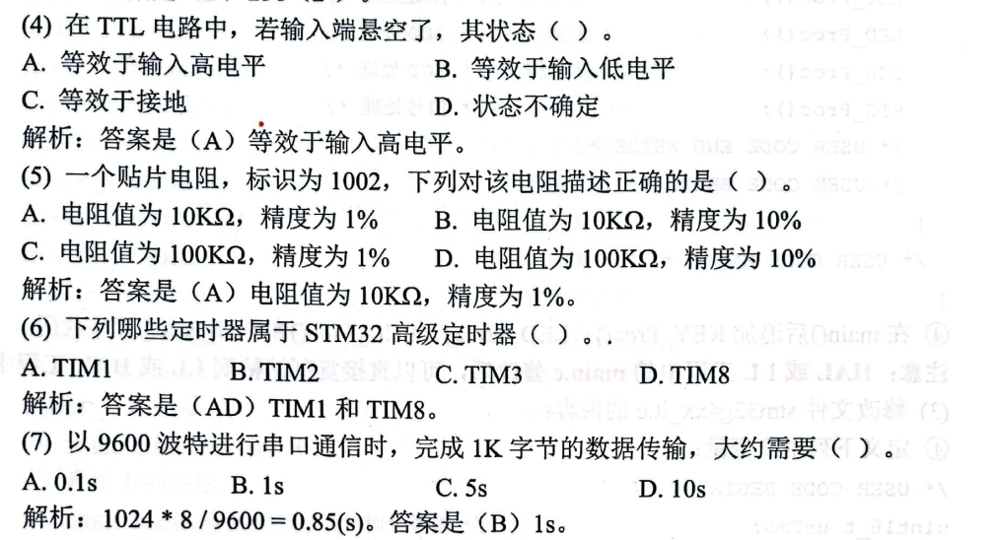 (4) 在 TTL 电路中，若输入端悬空了，其状态（ ）。
A. 等效于输入高电平 B. 等效于输入低电平
C. 等效于接地 D. 状态不确定
解析：答案是（A）等效于输入高电平。
(5) 一个贴片电阻，标识为 1002，下列对该电阻描述正确的是（ ）。
A. 电阻值为 10KΩ，精度为 1% B. 电阻值为 10KΩ，精度为 10%
C. 电阻值为 100KΩ，精度为 1% D. 电阻值为 100KΩ，精度为 10%
解析：答案是（A）电阻值为 10KΩ，精度为 1%。
(6) 下列哪些定时器属于 STM32 高级定时器（ ）。
A. TIM1 B. TIM2 C. TIM3 D. TIM8
解析：答案是（AD）TIM1 和 TIM8。
(7) 以 9600 波特进行串口通信时，完成 1K 字节的数据传输，大约需要（ ）。
A. 0.1s B. 1s C. 5s D. 10s
解析：1024 * 8 / 9600 = 0.85(s)。答案是（B）1s。